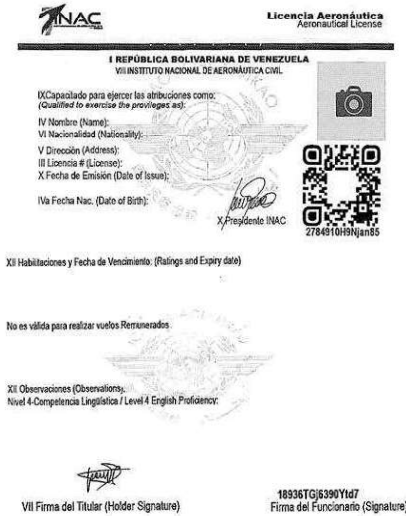 INAC
Licencia Aeronáutica
Aeronautical License
I REPÚBLICA BOLIVARIANA DE VENEZUELA
VIII INSTITUTO NACIONAL DE AERONÁUTICA CIVIL
IXCapacitado para ejercer las atribuciones como:
(Qualified to exercise the provileges as):
IV Nombre (Name):
VI Nacionalidad (Nationality):
V Dirección (Address):
III Licencia # (License):
X Fecha de Emisión (Date of Issue):
IVa Fecha Nac. (Date of Birth):
X Presidente INAC
2784910H9Njan85
XII Habilitaciones y Fecha de Vencimiento: (Ratings and Expiry date)
No es válida para realizar vuelos Remunerados
XII Observaciones (Observations):
Nivel 4-Competencia Lingüística / Level 4 English Proficiency:
VII Firma del Titular (Holder Signature)
18936TGj6390Ytd7
Firma del Funcionario (Signature)